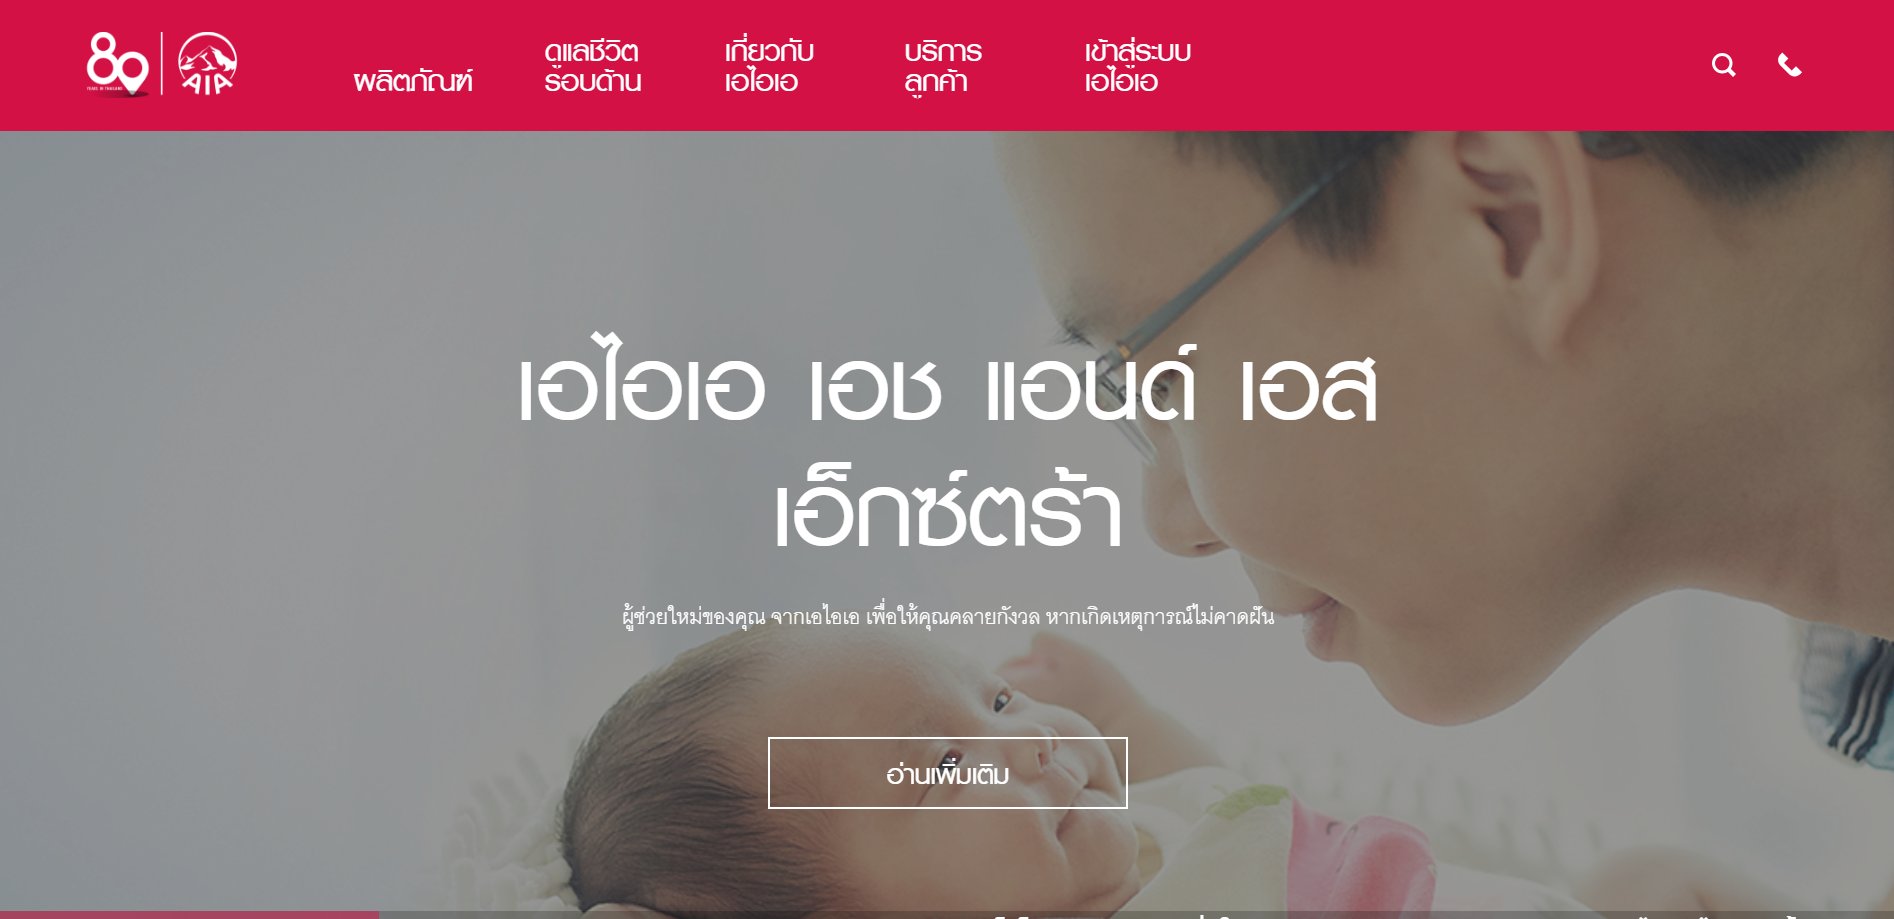 80
YEARS IN THAILAND
AIA
ผลิตภัณฑ์
ดูแลชีวิต
รอบด้าน
เกี่ยวกับ
เอไอเอ
บริการ
ลูกค้า
เข้าสู่ระบบ
เอไอเอ
เอไอเอ เอช แอนด์ เอส
เอ็กซ์ตร้า
ผู้ช่วยใหม่ของคุณ จากเอไอเอ เพื่อให้คุณคลายกังวล หากเกิดเหตุการณ์ไม่คาดฝัน
อ่านเพิ่มเติม